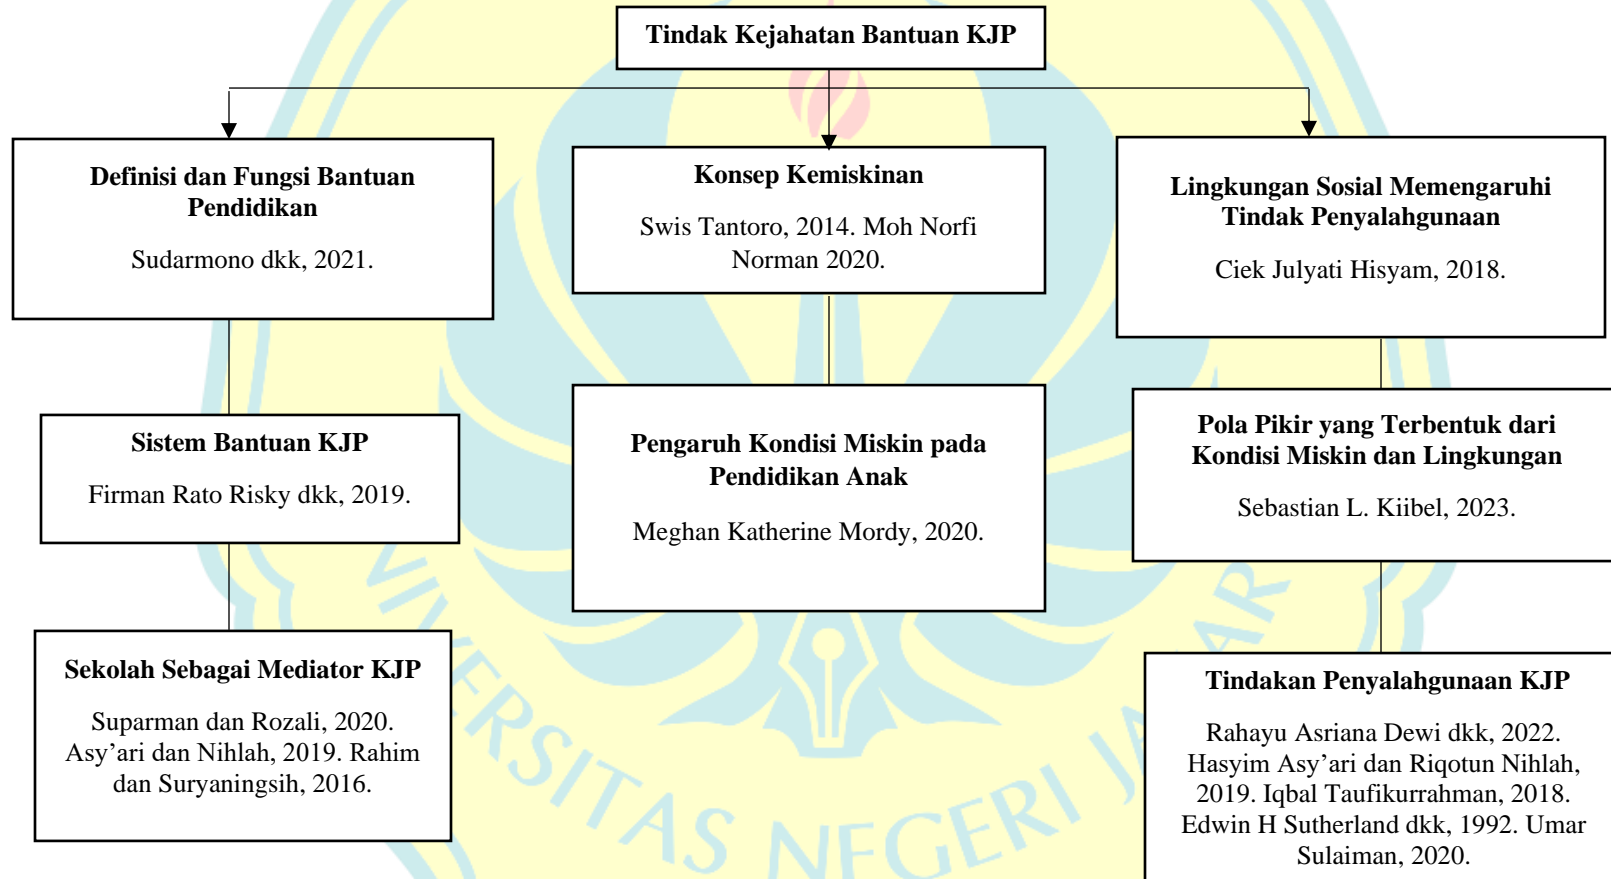 Tindak Kejahatan Bantuan KJP
Definisi dan Fungsi Bantuan
Pendidikan
Sudarmono dkk, 2021.
Konsep Kemiskinan
Swis Tantoro, 2014. Moh Norfi
Norman 2020.
Lingkungan Sosial Memengaruhi
Tindak Penyalahgunaan
Ciek Julyati Hisyam, 2018.
Sistem Bantuan KJP
Firman Rato Risky dkk, 2019.
Pengaruh Kondisi Miskin pada
Pendidikan Anak
Meghan Katherine Mordy, 2020.
Pola Pikir yang Terbentuk dari
Kondisi Miskin dan Lingkungan
Sebastian L. Kiibel, 2023.
Sekolah Sebagai Mediator KJP
Suparman dan Rozali, 2020.
Asy’ari dan Nihlah, 2019. Rahim
dan Suryaningsih, 2016.
Tindakan Penyalahgunaan KJP
Rahayu Asriana Dewi dkk, 2022.
Hasyim Asy’ari dan Riqotun Nihlah,
2019. Iqbal Taufikurrahman, 2018.
Edwin H Sutherland dkk, 1992. Umar
Sulaiman, 2020.
NEGERI